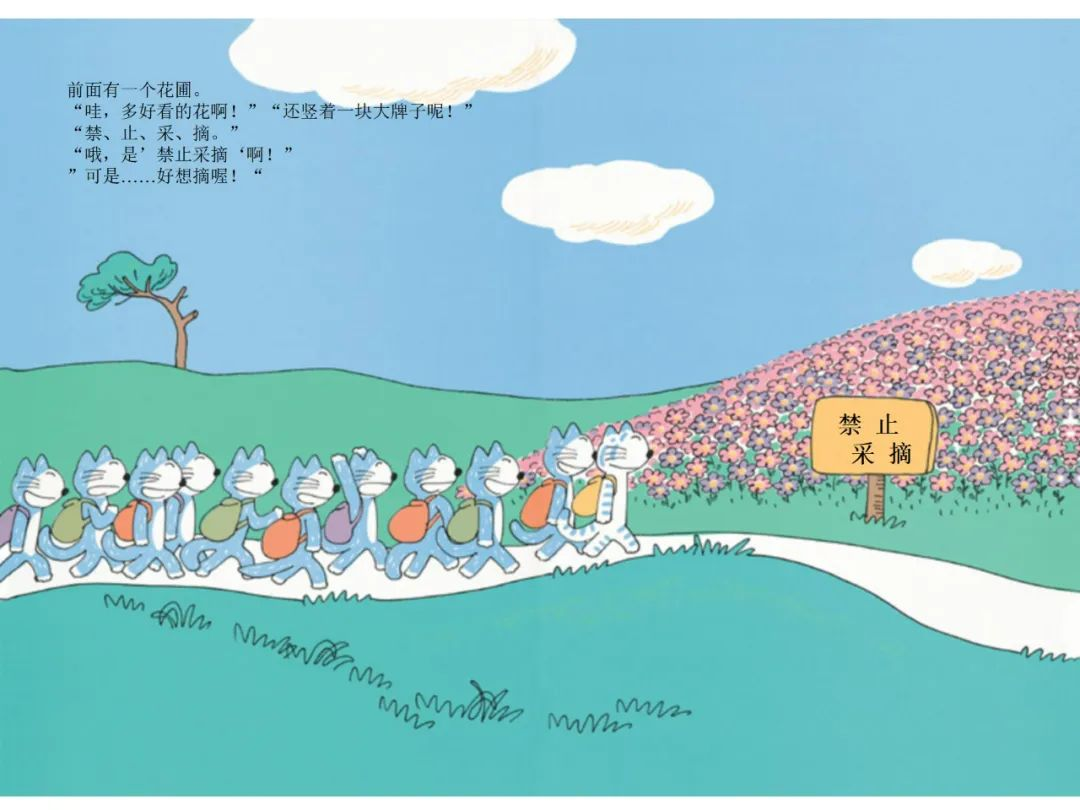 前面有一个花圃。
“哇，多好看的花啊！”“还竖着一块大牌子呢！”
“禁、止、采、摘。”
“哦，是’禁止采摘‘啊！”
”可是……好想摘喔！“
禁 止
采 摘